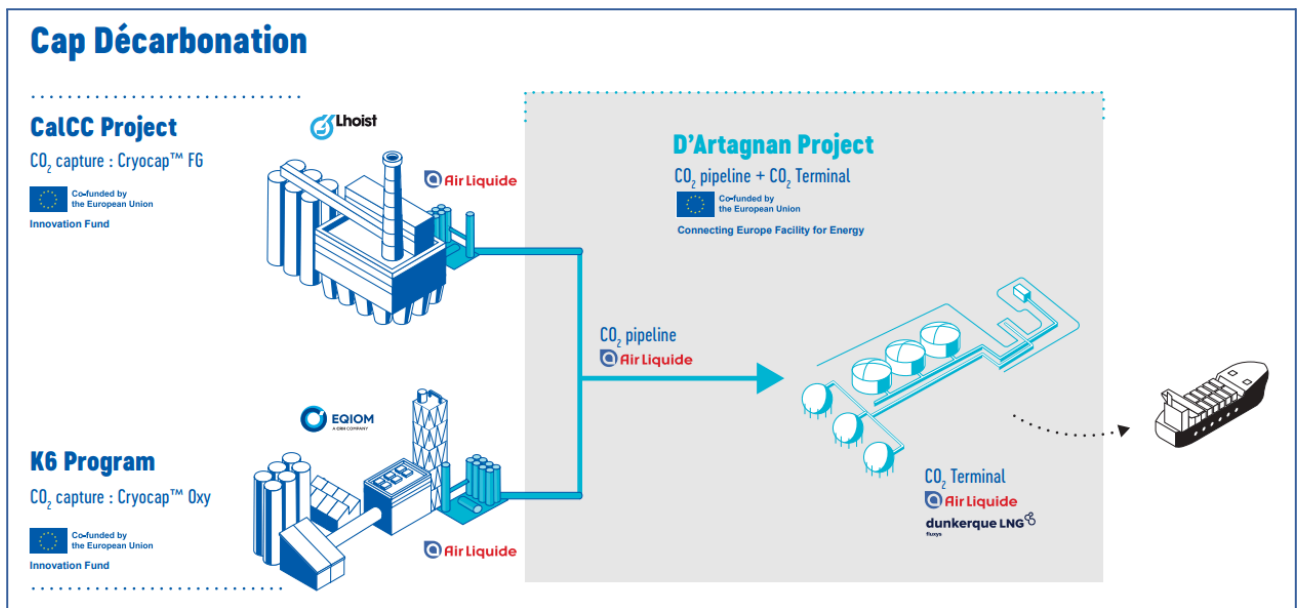 Cap Décarbonation
CalCC Project
CO₂ capture : Cryocap™ FG
Co-funded by
the European Union
Innovation Fund
Lhoist
Air Liquide
D'Artagnan Project
CO₂ pipeline + CO₂ Terminal
Co-funded by
the European Union
Connecting Europe Facility for Energy
CO₂ pipeline
Air Liquide
K6 Program
CO₂ capture : Cryocap™ Oxy
Co-funded by
the European Union
Innovation Fund
EQIOM
A CRH COMPANY
Air Liquide
CO₂ Terminal
Air Liquide
dunkerque LNG
fluxys